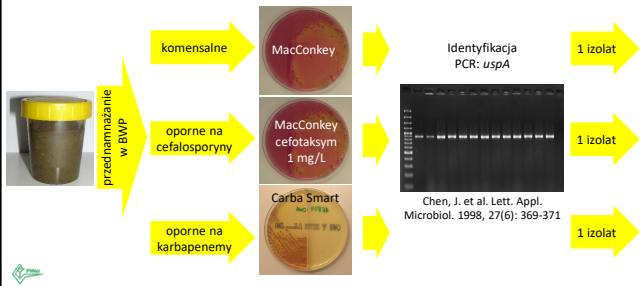 przednamnażanie
w BWP
komensalne
MacConkey
Identyfikacja
PCR: uspA
1 izolat
oporne na
cefalosporyny
MacConkey
cefotaksym
1 mg/L
1 izolat
Chen, J. et al. Lett. Appl.
Microbiol. 1998, 27(6): 369-371
oporne na
karbapenemy
Carba Smart
1 izolat
PIWet